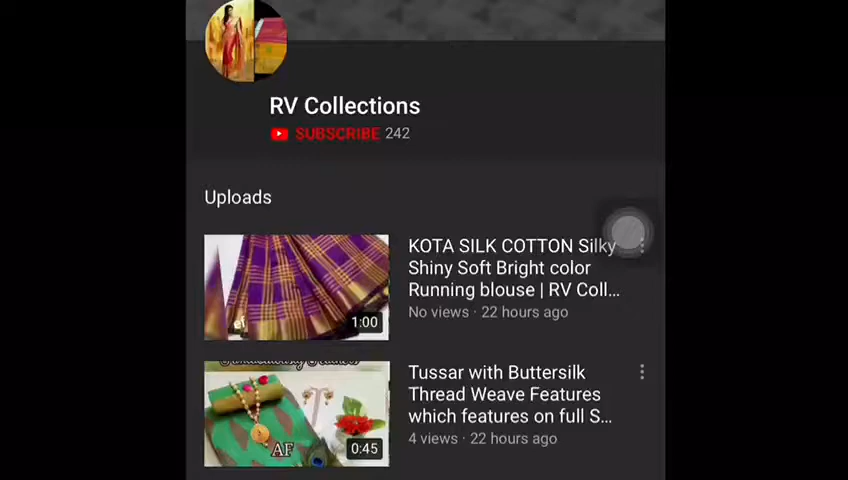 RV Collections
SUBSCRIBE 242
Uploads
KOTA SILK COTTON Silky
Shiny Soft Bright color
Running blouse | RV Coll...
No views · 22 hours ago
1:00
Tussar with Buttersilk
Thread Weave Features
which features on full S...
4 views · 22 hours ago
AF
0:45